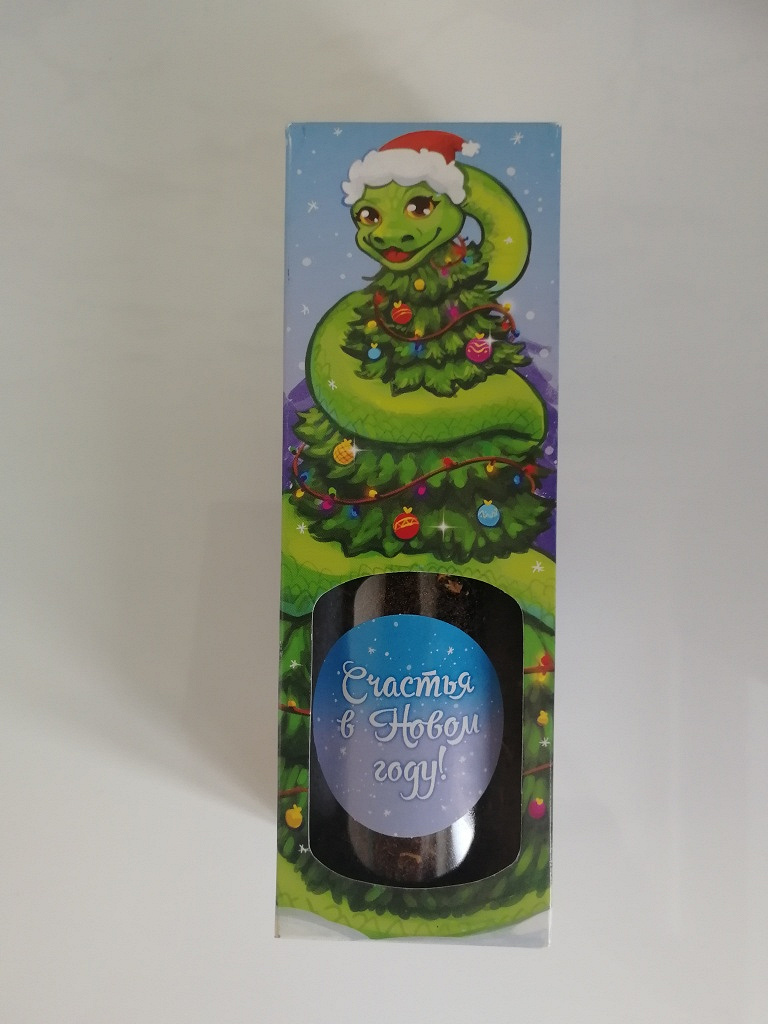 Счастья
в Новом
году!